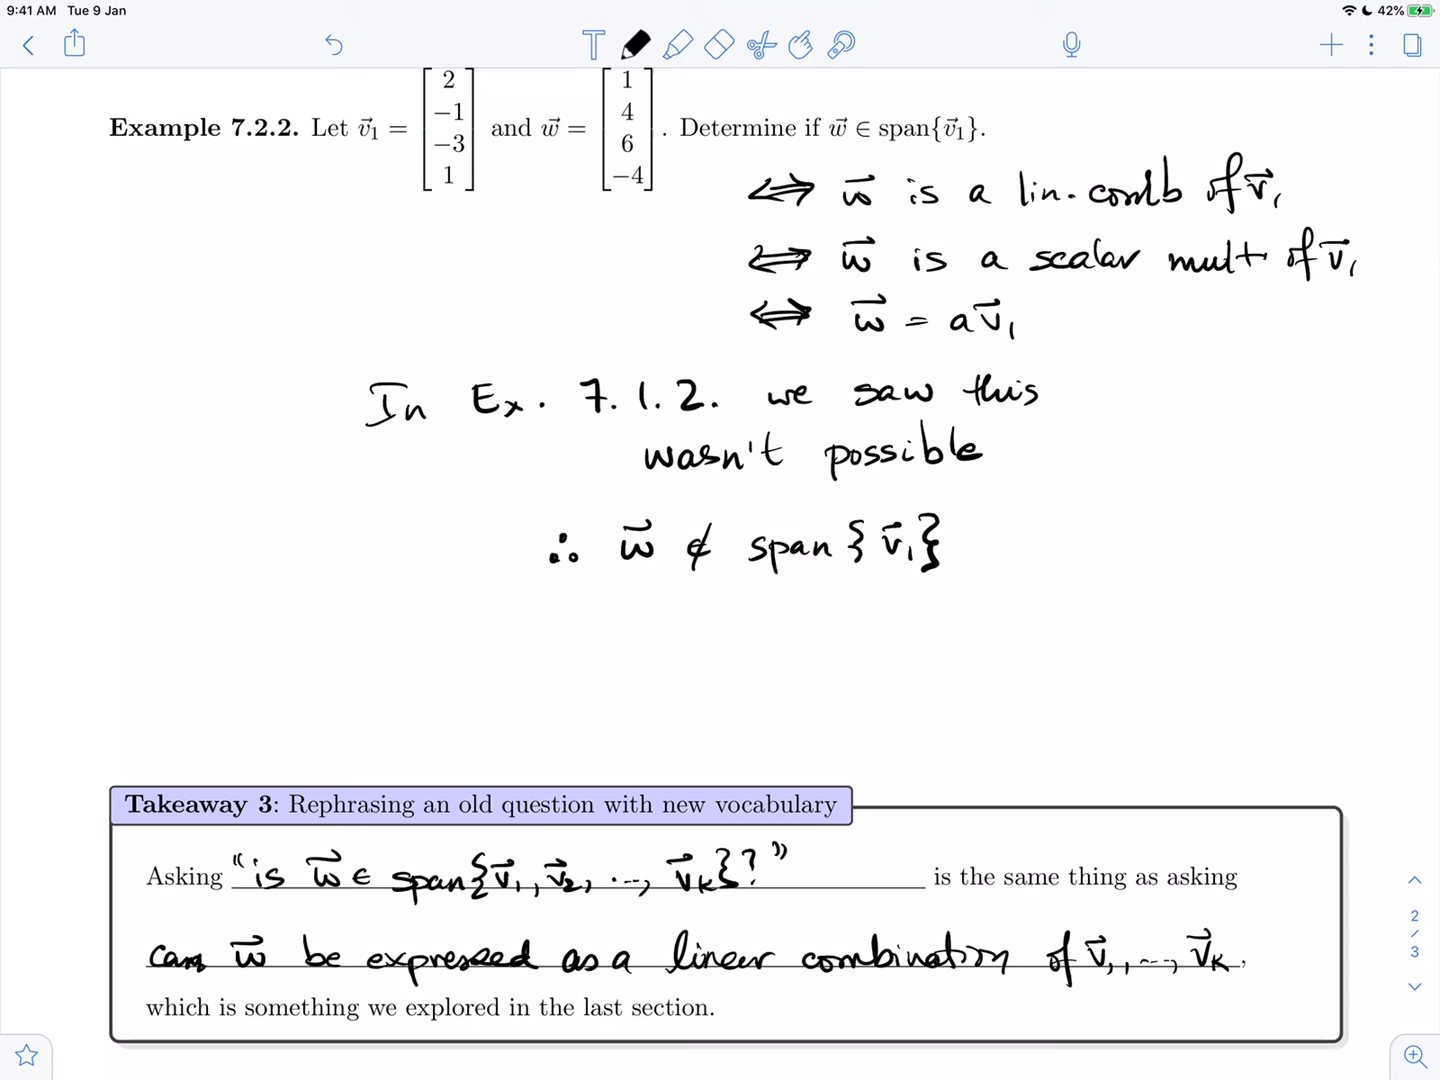 9:41 AM Tue 9 Jan 42%
Example 7.2.2. Let v⃗₁ = [2 −1 −3 1] and w⃗ = [1 4 6 −4]. Determine if w⃗ ∈ span{v⃗₁}.
⟺ w⃗ is a lin. comb of v⃗₁
⟺ w⃗ is a scalar mult of v⃗₁
⟺ w⃗ = a v⃗₁
In Ex. 7.1.2. we saw this
wasn't possible
∴ w⃗ ∉ span{v⃗₁}
Takeaway 3: Rephrasing an old question with new vocabulary
Asking "is w⃗ ∈ span{v⃗₁, v⃗₂, ..., v⃗ₖ}?" is the same thing as asking
can w⃗ be expressed as a linear combination of v⃗₁, ..., v⃗ₖ,
which is something we explored in the last section.
2
/
3